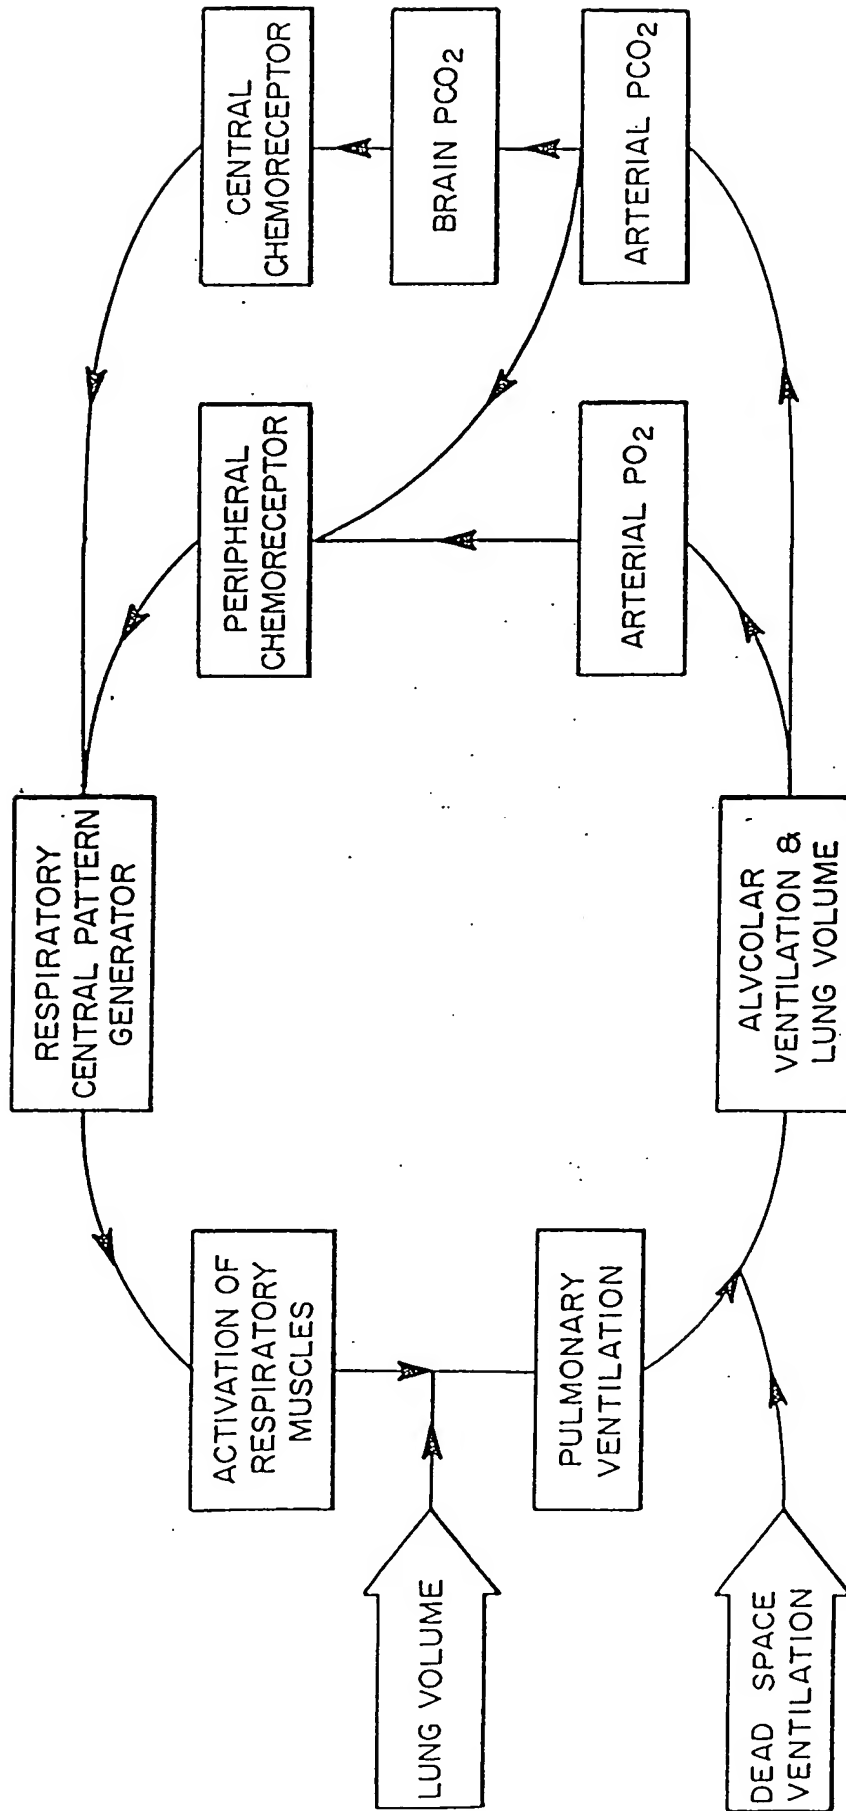 RESPIRATORY
CENTRAL PATTERN
GENERATOR
ACTIVATION OF
RESPIRATORY
MUSCLES
PERIPHERAL
CHEMORECEPTOR
CENTRAL
CHEMORECEPTOR
LUNG VOLUME
BRAIN PCO2
PULMONARY
VENTILATION
ARTERIAL PO2
ARTERIAL PCO2
DEAD SPACE
VENTILATION
ALVCOLAR
VENTILATION &
LUNG VOLUME